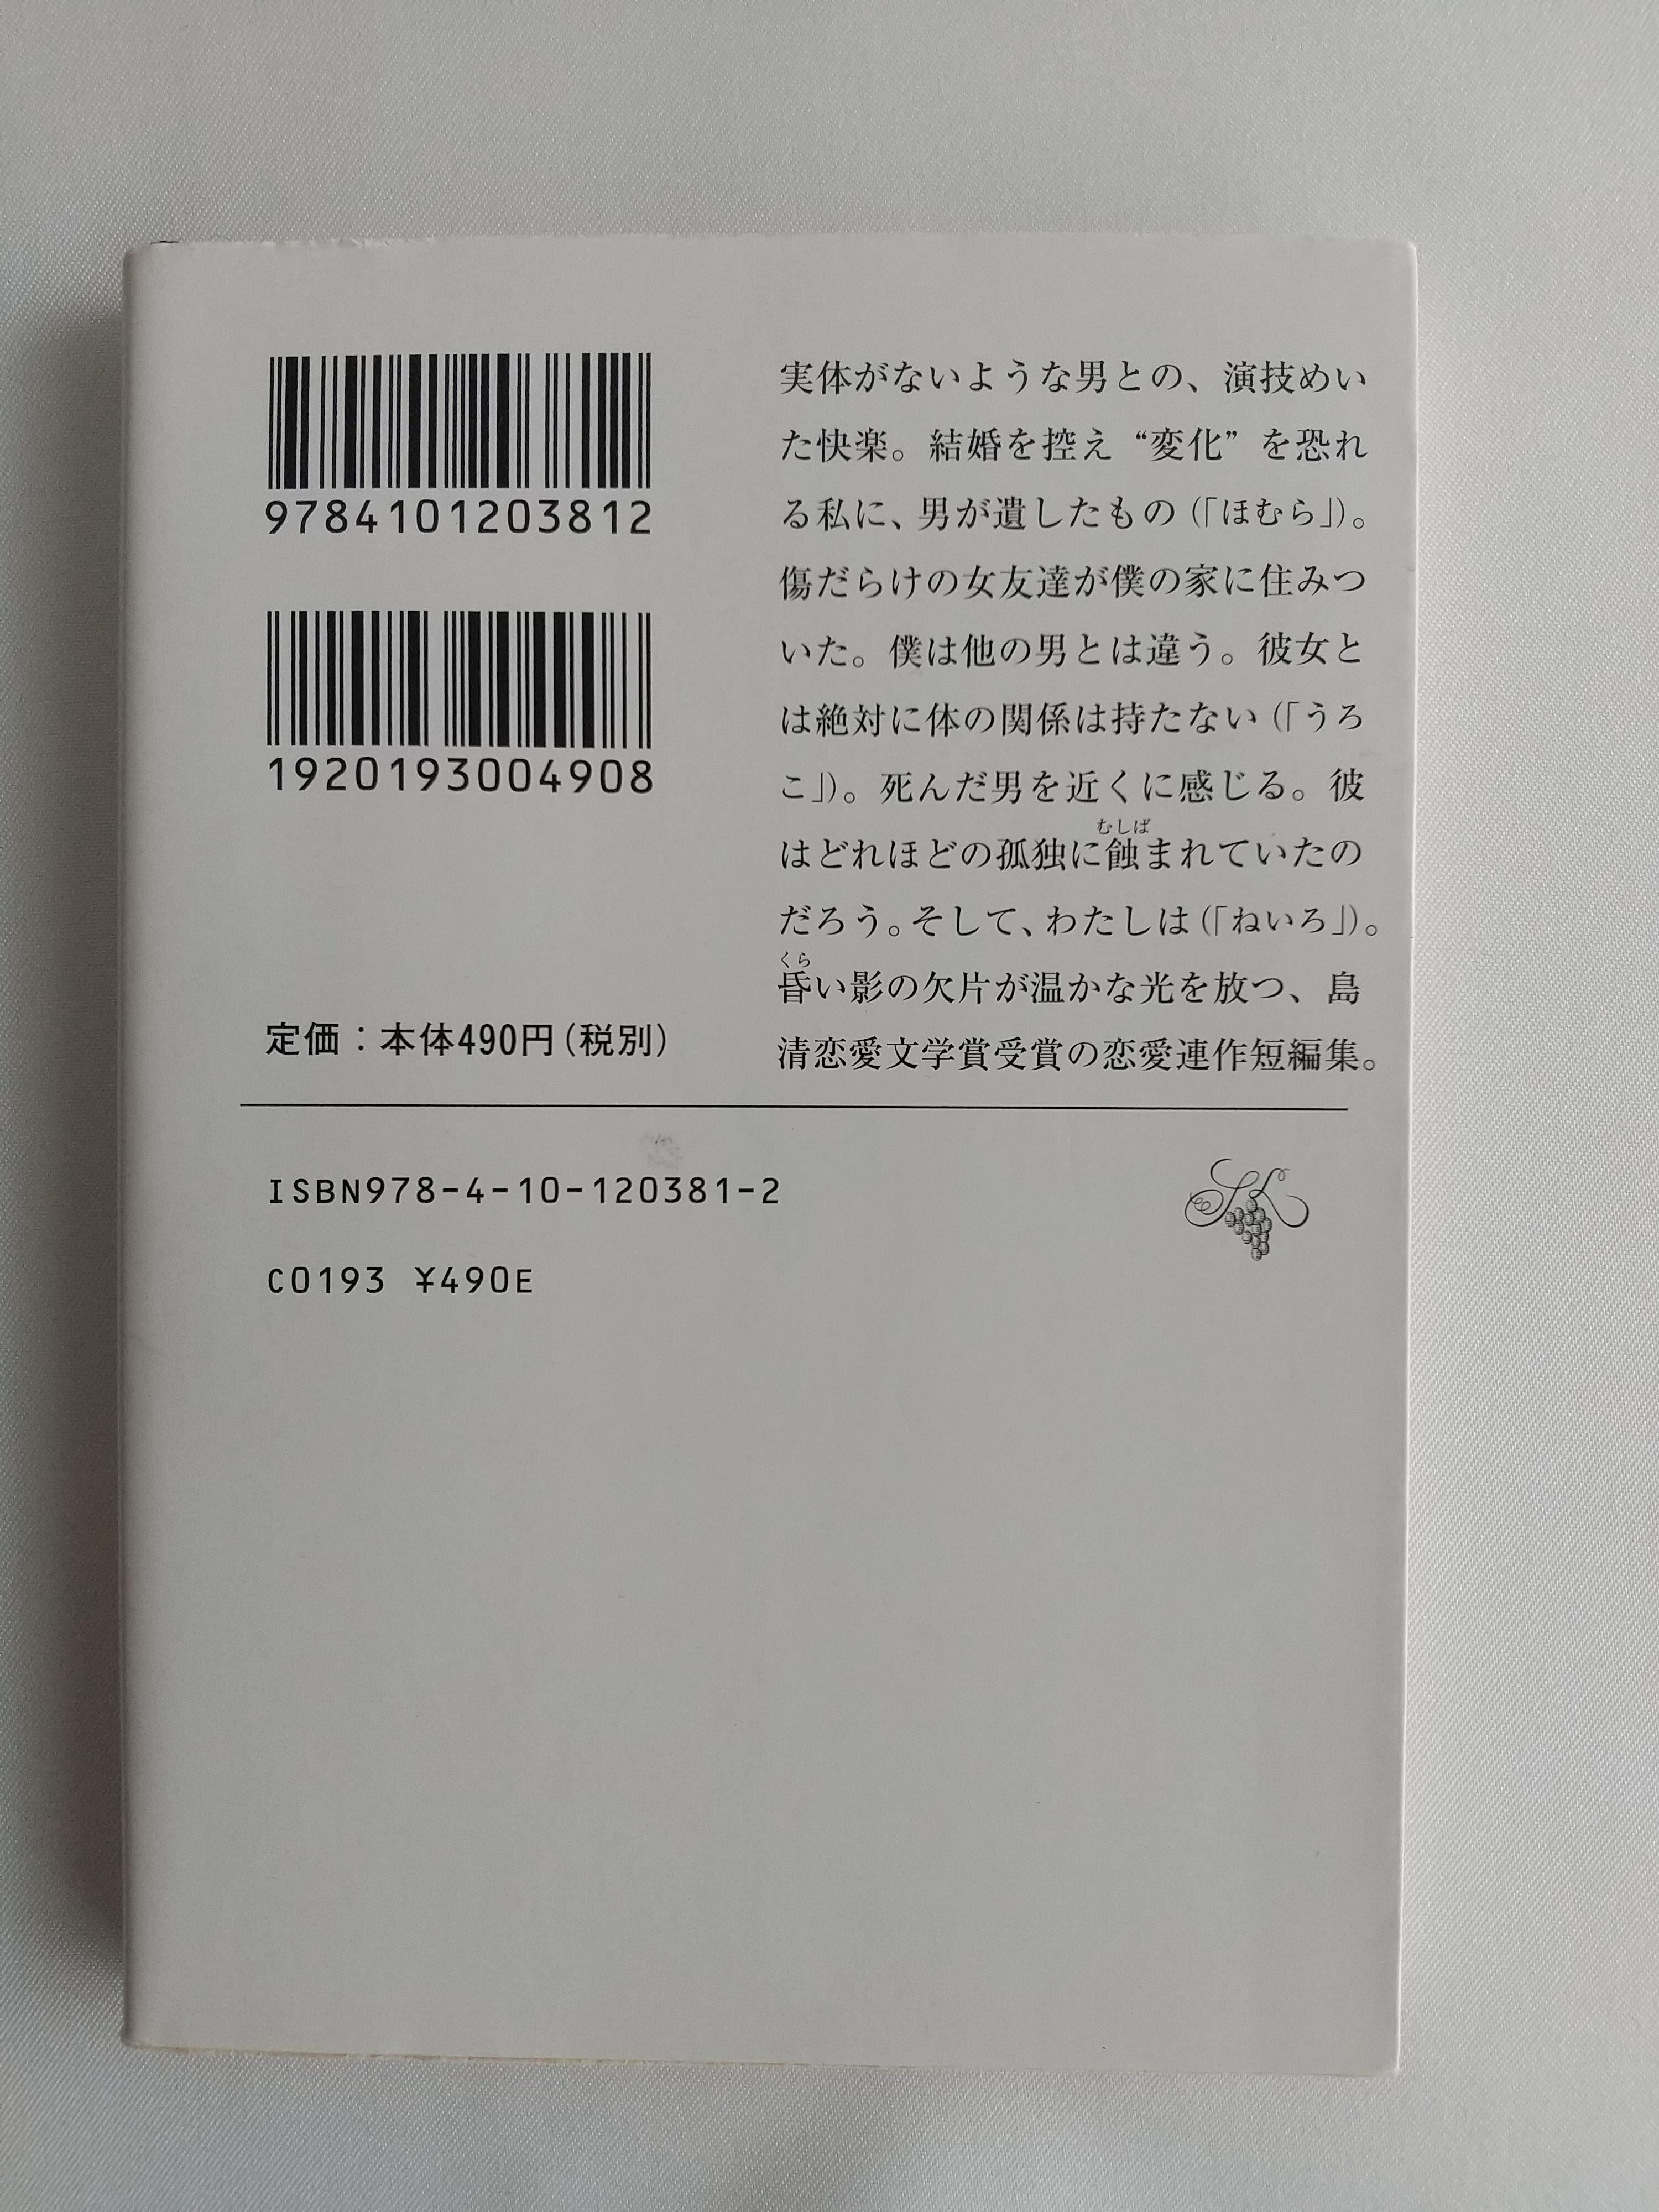 9784101203812
1920193004908
定価：本体490円（税別）
実体がないような男との、演技めい
た快楽。結婚を控え“変化”を恐れ
る私に、男が遺したもの（「ほむら」）。
傷だらけの女友達が僕の家に住みつ
いた。僕は他の男とは違う。彼女と
は絶対に体の関係は持たない（「うろ
こ」）。死んだ男を近くに感じる。彼
むしば
はどれほどの孤独に蝕まれていたの
だろう。そして、わたしは（「ねいろ」）。
くら
昏い影の欠片が温かな光を放つ、島
清恋愛文学賞受賞の恋愛連作短編集。
ISBN978-4-10-120381-2
C0193 ¥490E